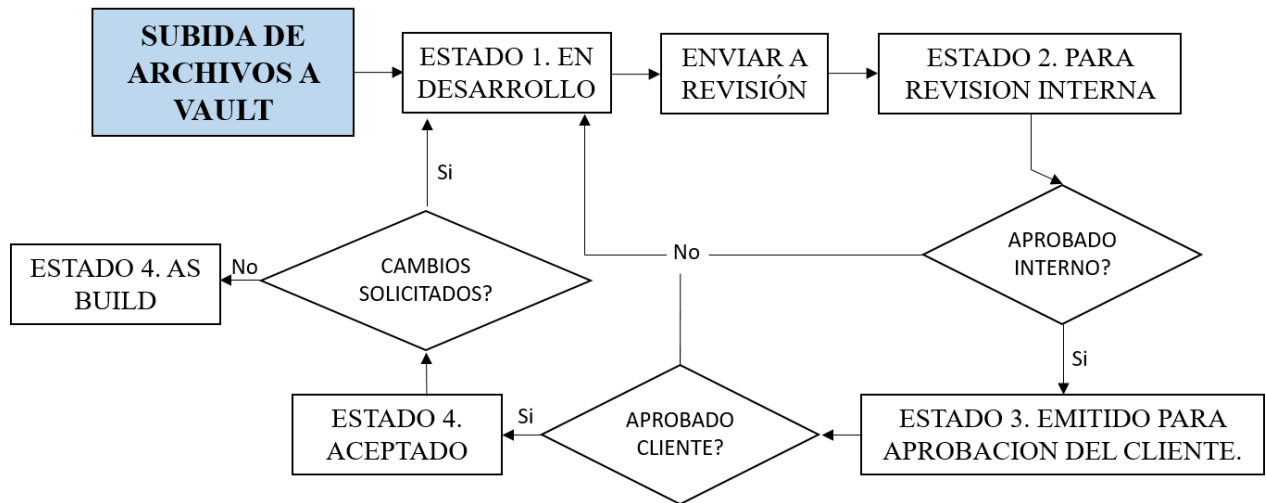 SUBIDA DE
ARCHIVOS A
VAULT
ESTADO 1. EN
DESARROLLO
ENVIAR A
REVISIÓN
ESTADO 2. PARA
REVISION INTERNA
Si
No
APROBADO
INTERNO?
ESTADO 4. AS
BUILD
No
CAMBIOS
SOLICITADOS?
Si
ESTADO 4.
ACEPTADO
Si
APROBADO
CLIENTE?
ESTADO 3. EMITIDO PARA
APROBACION DEL CLIENTE.